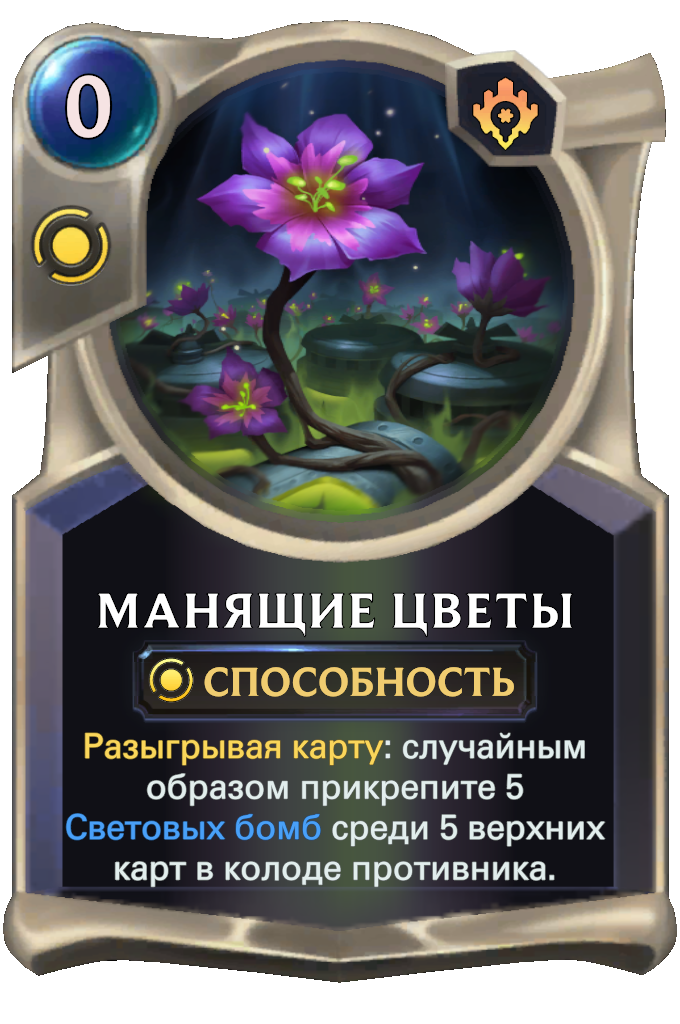 0
МАНЯЩИЕ ЦВЕТЫ
СПОСОБНОСТЬ
Разыгрывая карту: случайным
образом прикрепите 5
Световых бомб среди 5 верхних
карт в колоде противника.